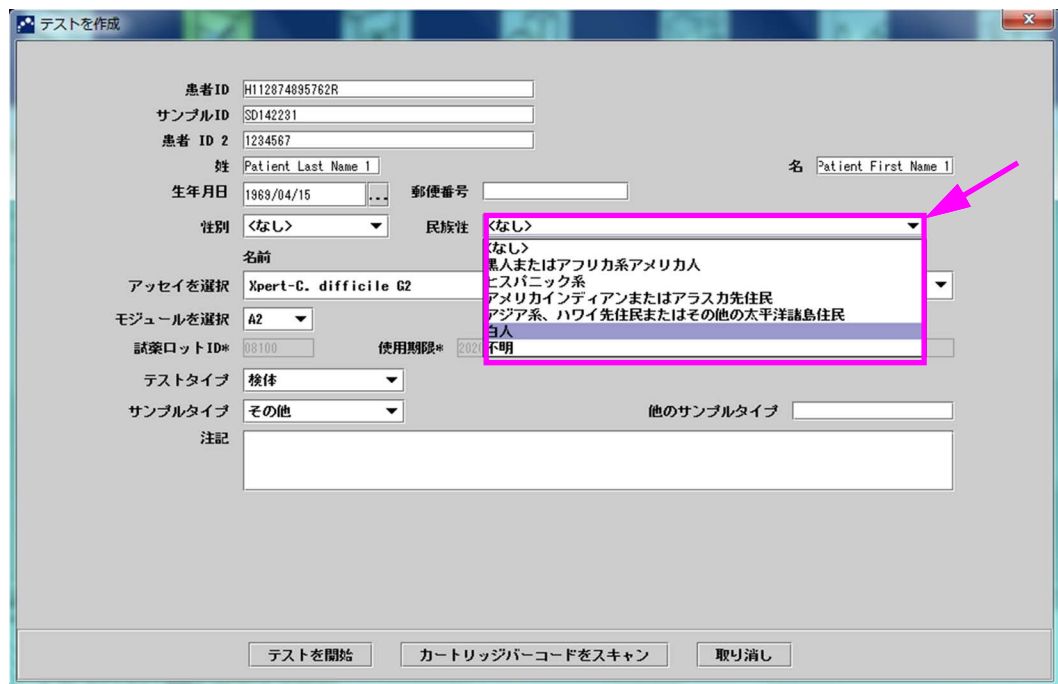 テストを作成
患者ID H112874895762R
サンプルID SD142231
患者 ID 2 1234567
姓 Patient Last Name 1 名 Patient First Name 1
生年月日 1969/04/15 ... 郵便番号
性別 <なし> 民族性 <なし>
<なし>
名前
黒人またはアフリカ系アメリカ人
ヒスパニック系
アッセイを選択 Xpert-C. difficile G2
アメリカインディアンまたはアラスカ先住民
アジア系、ハワイ先住民またはその他の太平洋諸島住民
モジュールを選択 A2
白人
試薬ロットID* 08100 使用期限* 202
不明
テストタイプ 検体
サンプルタイプ その他 他のサンプルタイプ
注記
テストを開始 カートリッジバーコードをスキャン 取り消し